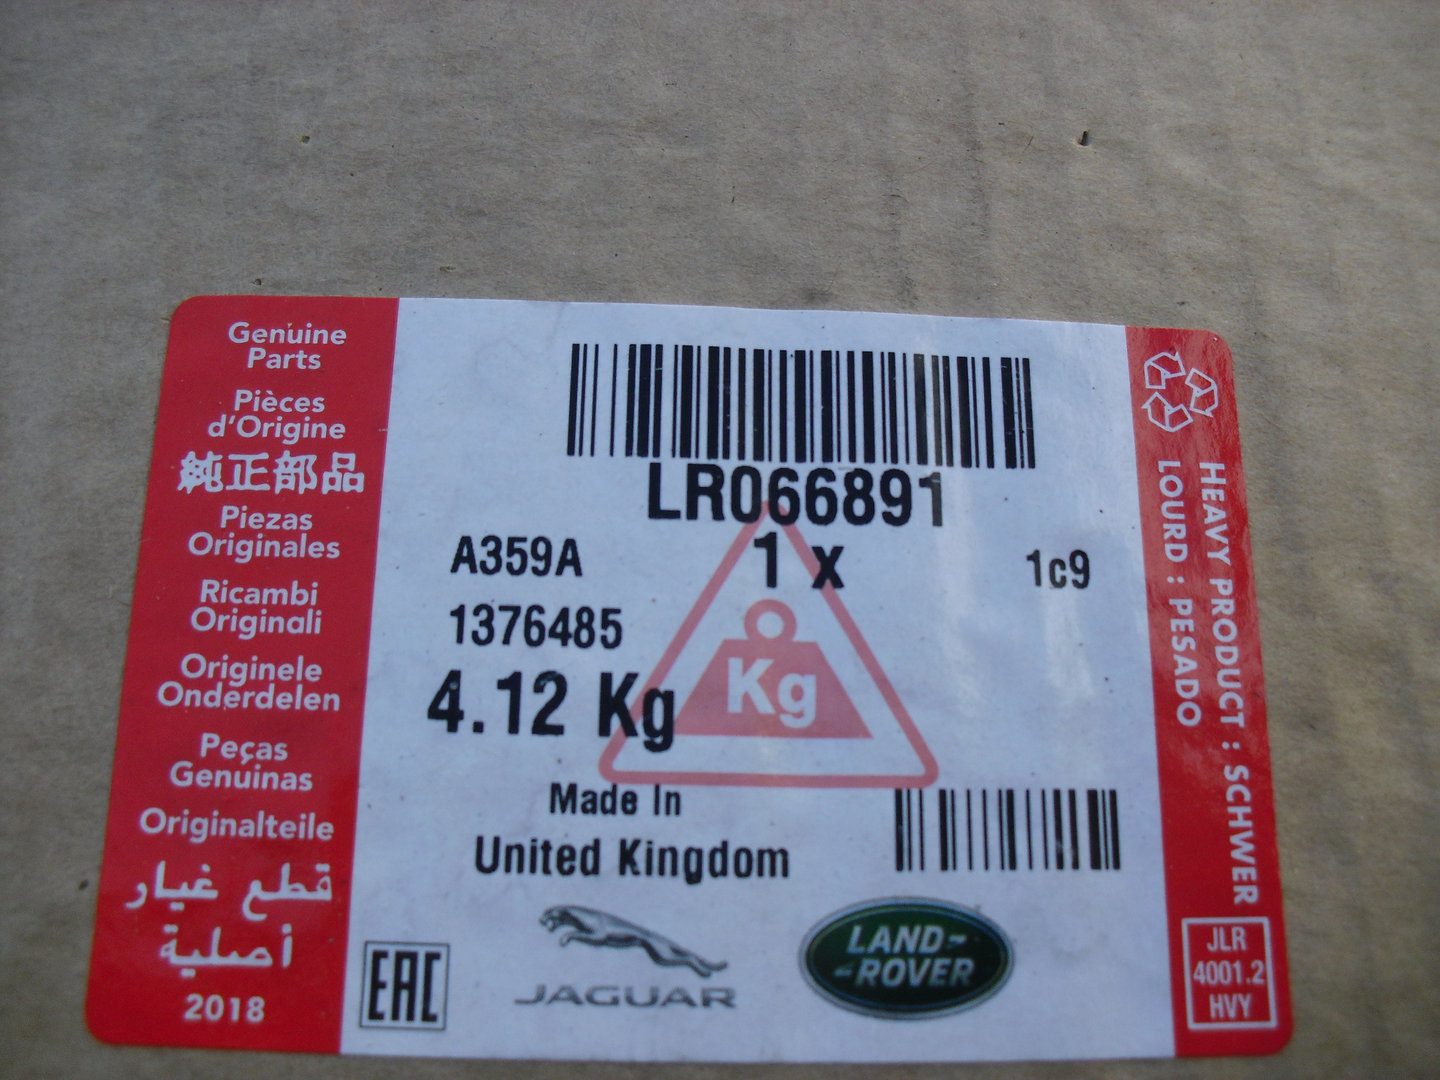 Genuine
Parts
Pièces
d'Origine
純正部品
Piezas
Originales
Ricambi
Originali
Originele
Onderdelen
Peças
Genuinas
Originalteile
قطع غيار
أصلية
2018
EAC
LR066891
A359A
1 x
1c9
1376485
4.12 Kg
Kg
Made In
United Kingdom
JAGUAR
LAND-
-ROVER
HEAVY PRODUCT : SCHWER
LOURD : PESADO
JLR
4001.2
HVY